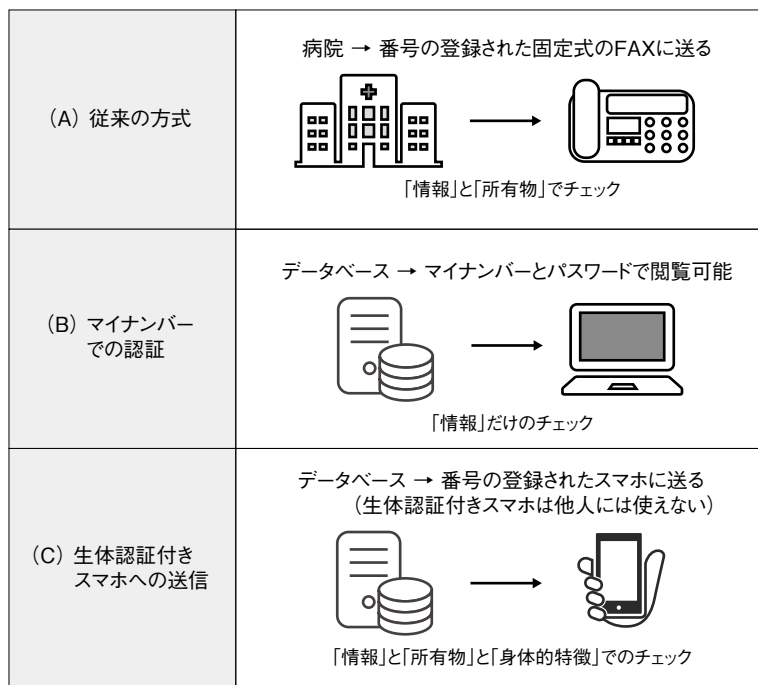 (A) 従来の方式
病院 → 番号の登録された固定式のFAXに送る
「情報」と「所有物」でチェック
(B) マイナンバー
での認証
データベース → マイナンバーとパスワードで閲覧可能
「情報」だけのチェック
(C) 生体認証付き
スマホへの送信
データベース → 番号の登録されたスマホに送る
(生体認証付きスマホは他人には使えない)
「情報」と「所有物」と「身体的特徴」でのチェック